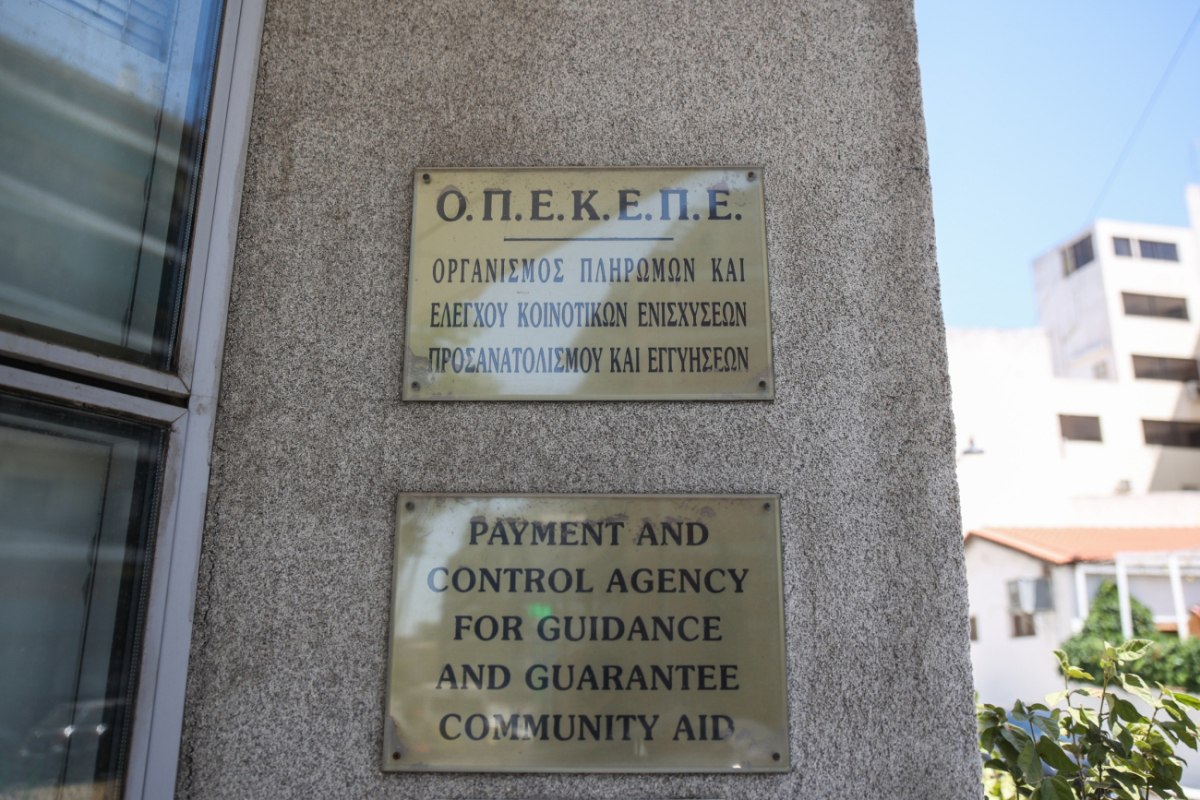 Ο.Π.Ε.Κ.Ε.Π.Ε.
ΟΡΓΑΝΙΣΜΟΣ ΠΛΗΡΩΜΩΝ ΚΑΙ
ΕΛΕΓΧΟΥ ΚΟΙΝΟΤΙΚΩΝ ΕΝΙΣΧΥΣΕΩΝ
ΠΡΟΣΑΝΑΤΟΛΙΣΜΟΥ ΚΑΙ ΕΓΓΥΗΣΕΩΝ
PAYMENT AND
CONTROL AGENCY
FOR GUIDANCE
AND GUARANTEE
COMMUNITY AID